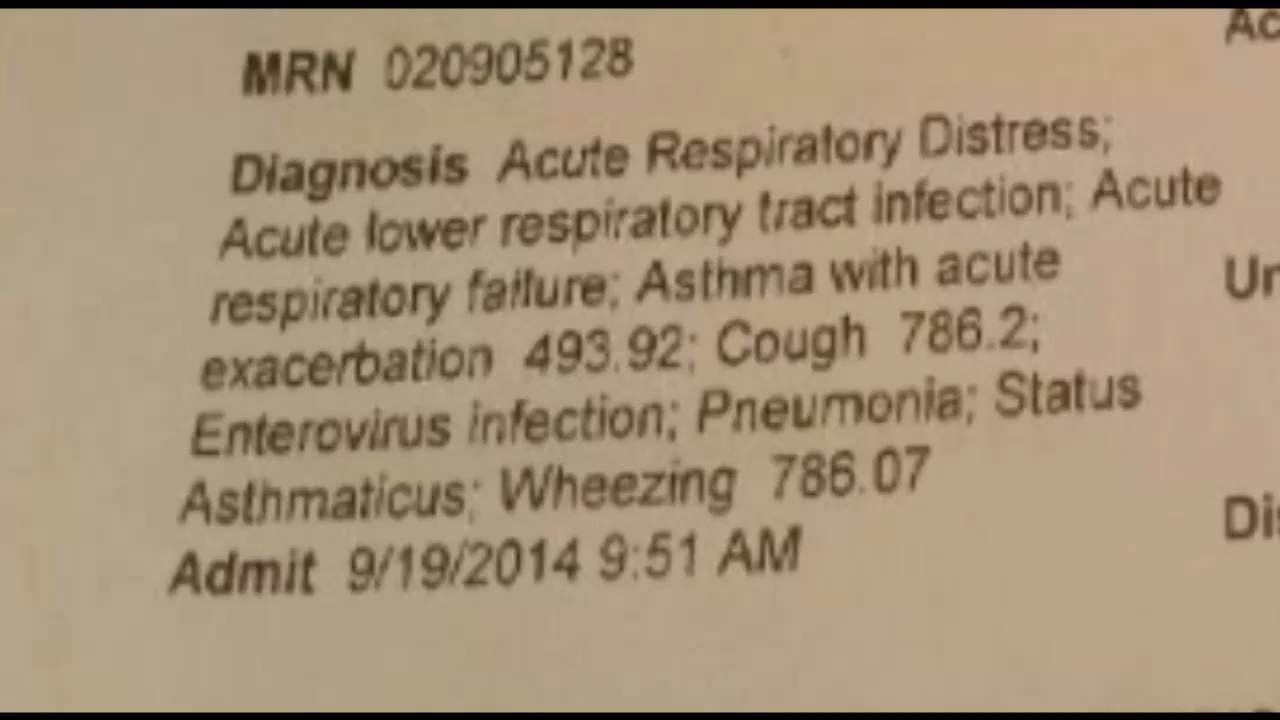 MRN 020905128
Diagnosis Acute Respiratory Distress;
Acute lower respiratory tract infection; Acute
respiratory failure; Asthma with acute
exacerbation 493.92; Cough 786.2;
Enterovirus infection; Pneumonia; Status
Asthmaticus; Wheezing 786.07
Admit 9/19/2014 9:51 AM